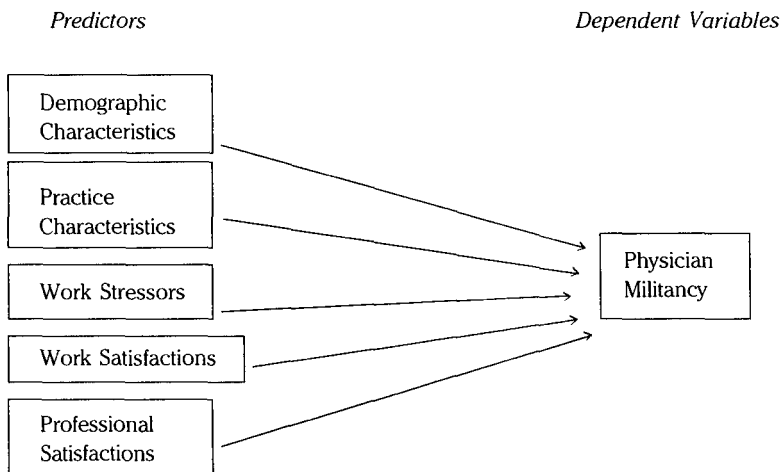 Predictors
Dependent Variables
Demographic
Characteristics
Practice
Characteristics
Work Stressors
Work Satisfactions
Professional
Satisfactions
Physician
Militancy